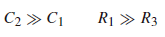 C₂ ≫ C₁ R₁ ≫ R₃